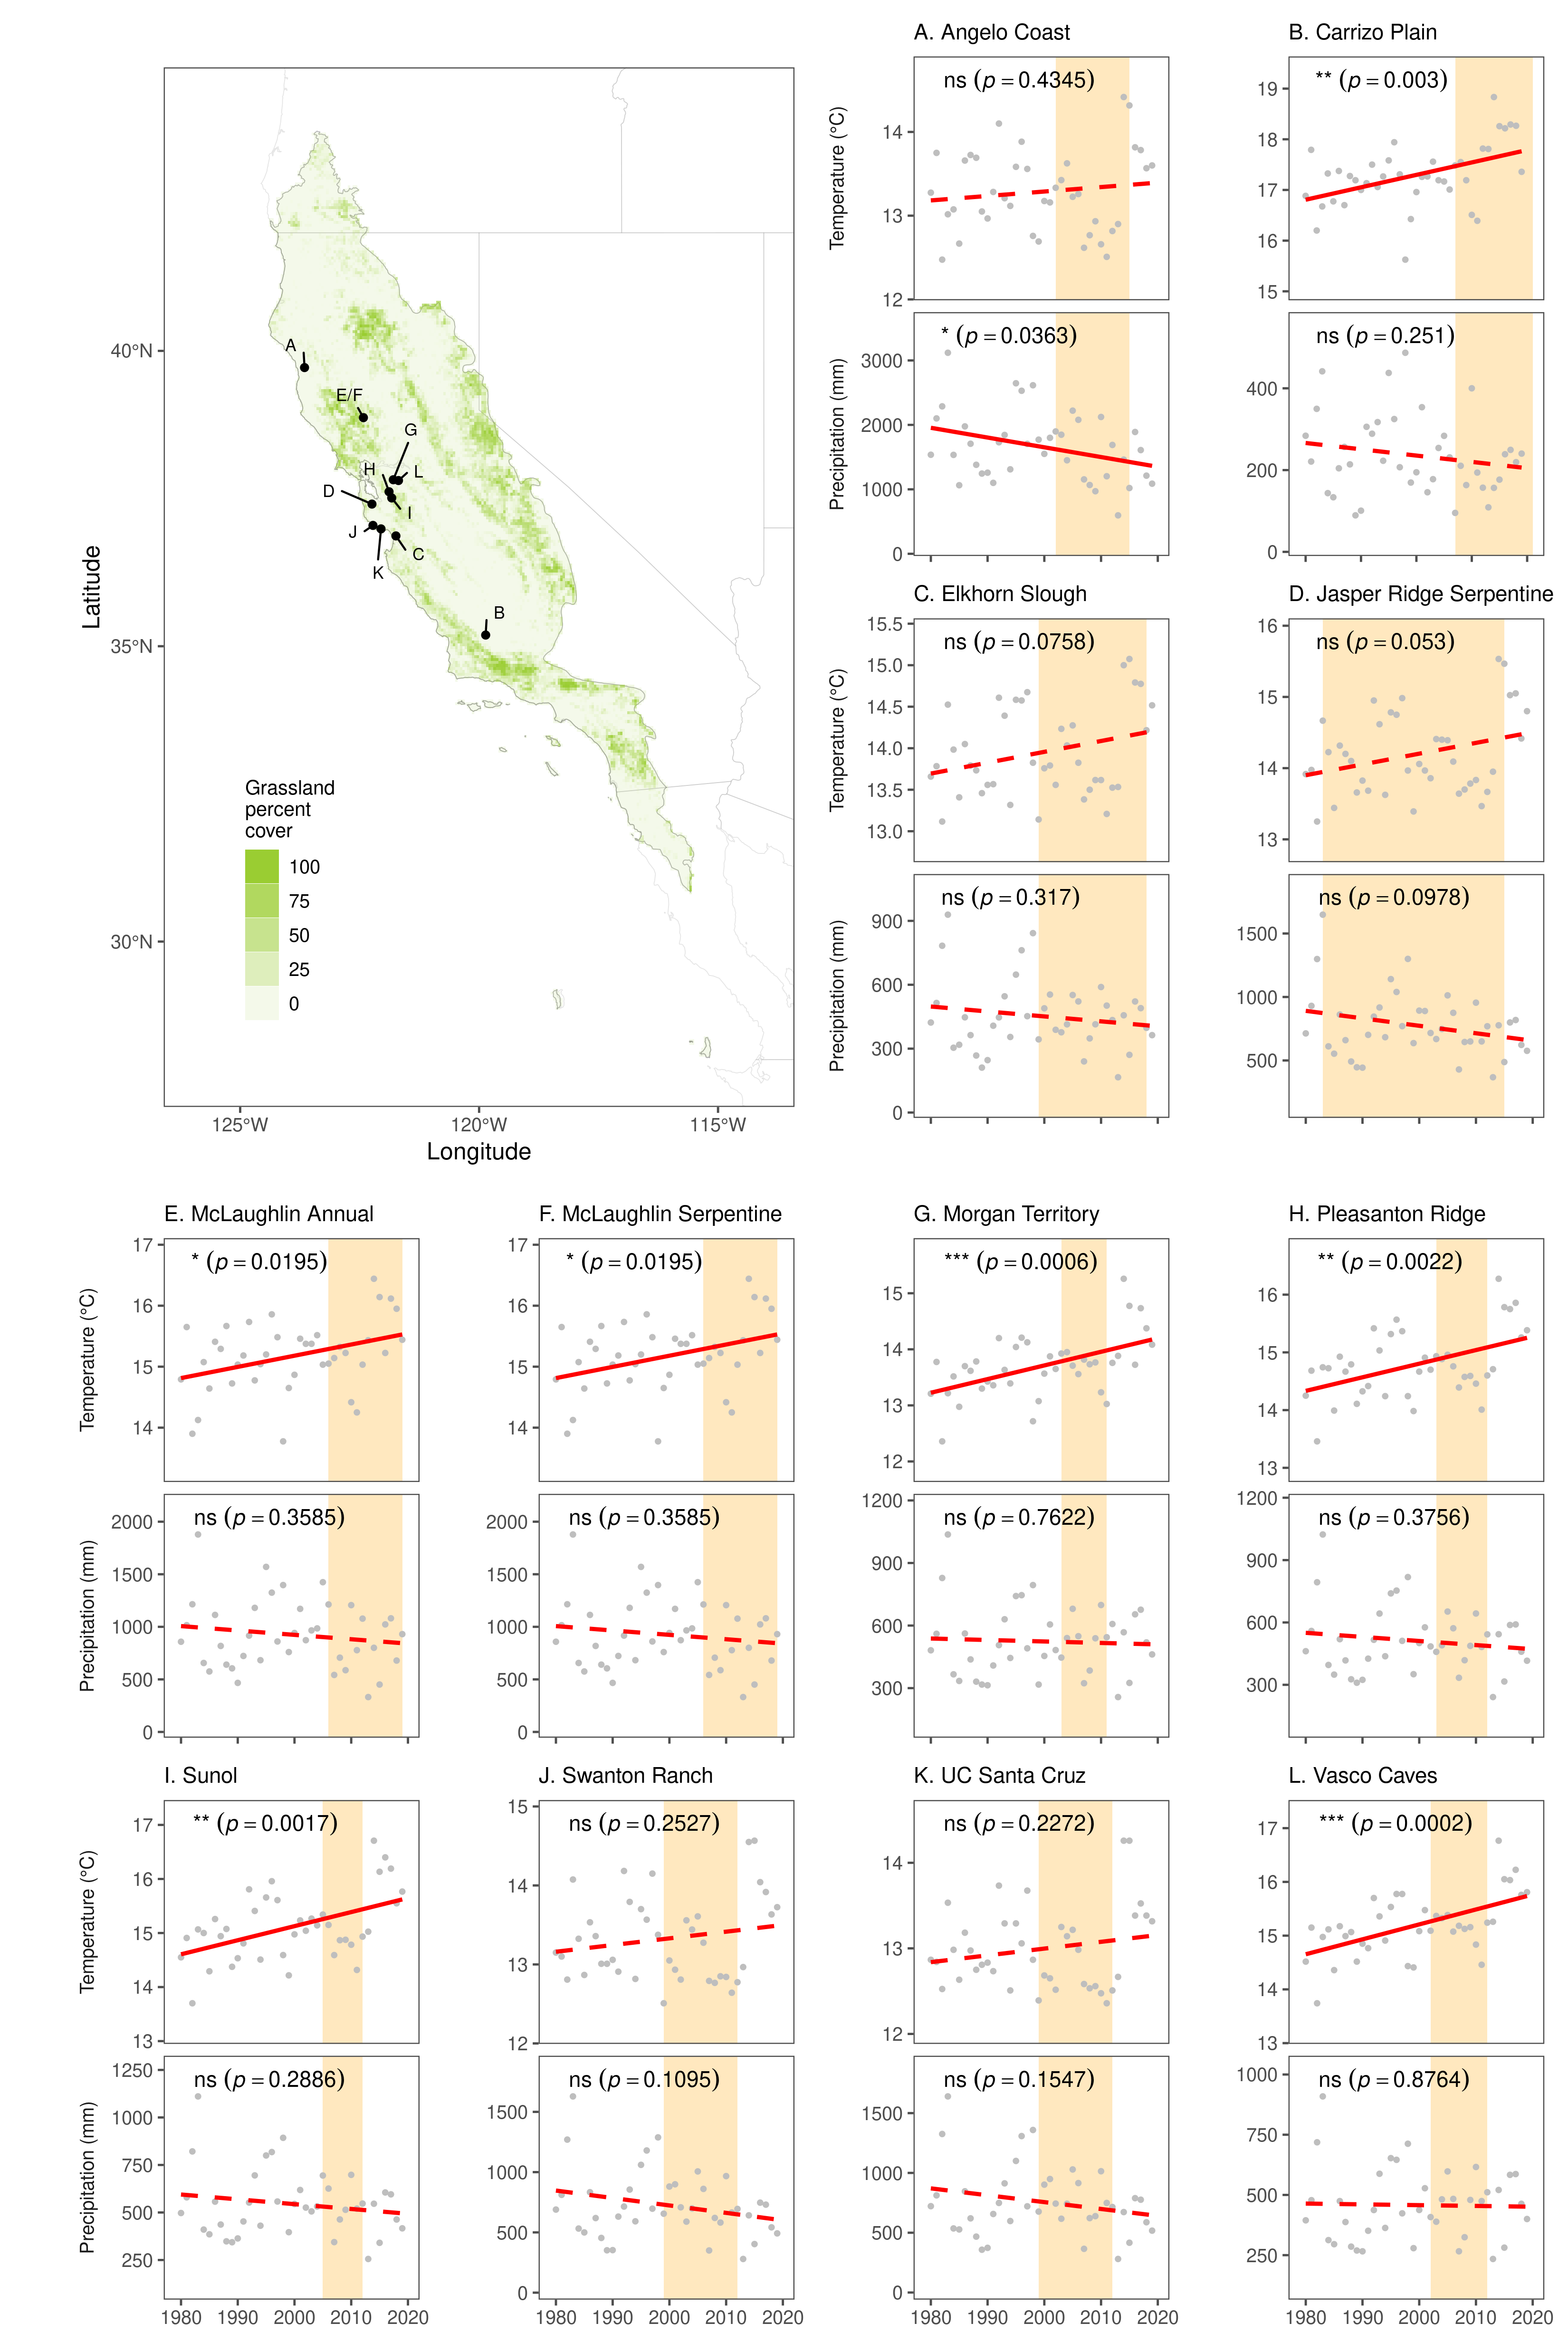 A. Angelo Coast
B. Carrizo Plain
ns (p = 0.4345)
** (p = 0.003)
Temperature (°C)
14
13
12
19
18
17
16
15
* (p = 0.0363)
ns (p = 0.251)
Precipitation (mm)
3000
2000
1000
0
400
200
0
C. Elkhorn Slough
D. Jasper Ridge Serpentine
ns (p = 0.0758)
ns (p = 0.053)
Temperature (°C)
15.5
15.0
14.5
14.0
13.5
13.0
16
15
14
13
ns (p = 0.317)
ns (p = 0.0978)
Precipitation (mm)
900
600
300
0
1500
1000
500
Latitude
40°N
35°N
30°N
A
E/F
G
H
L
D
I
J
C
K
B
Grassland
percent
cover
100
75
50
25
0
125°W
120°W
115°W
Longitude
E. McLaughlin Annual
F. McLaughlin Serpentine
G. Morgan Territory
H. Pleasanton Ridge
* (p = 0.0195)
* (p = 0.0195)
*** (p = 0.0006)
** (p = 0.0022)
Temperature (°C)
17
16
15
14
17
16
15
14
15
14
13
12
16
15
14
13
ns (p = 0.3585)
ns (p = 0.3585)
ns (p = 0.7622)
ns (p = 0.3756)
Precipitation (mm)
2000
1500
1000
500
0
2000
1500
1000
500
0
1200
900
600
300
1200
900
600
300
I. Sunol
J. Swanton Ranch
K. UC Santa Cruz
L. Vasco Caves
** (p = 0.0017)
ns (p = 0.2527)
ns (p = 0.2272)
*** (p = 0.0002)
Temperature (°C)
17
16
15
14
13
15
14
13
12
14
13
12
17
16
15
14
13
ns (p = 0.2886)
ns (p = 0.1095)
ns (p = 0.1547)
ns (p = 0.8764)
Precipitation (mm)
1250
1000
750
500
250
1500
1000
500
0
1500
1000
500
0
1000
750
500
250
1980 1990 2000 2010 2020
1980 1990 2000 2010 2020
1980 1990 2000 2010 2020
1980 1990 2000 2010 2020